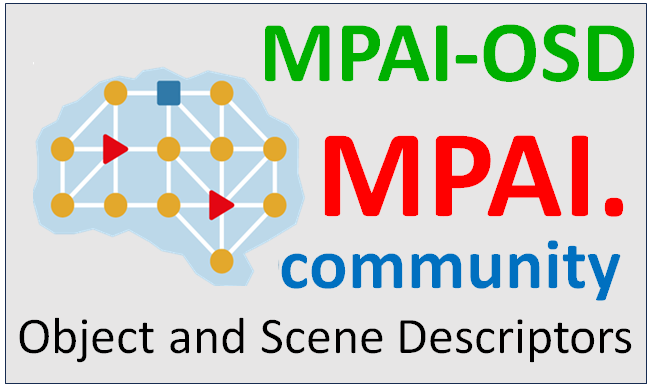 MPAI-OSD
MPAI.
community
Object and Scene Descriptors